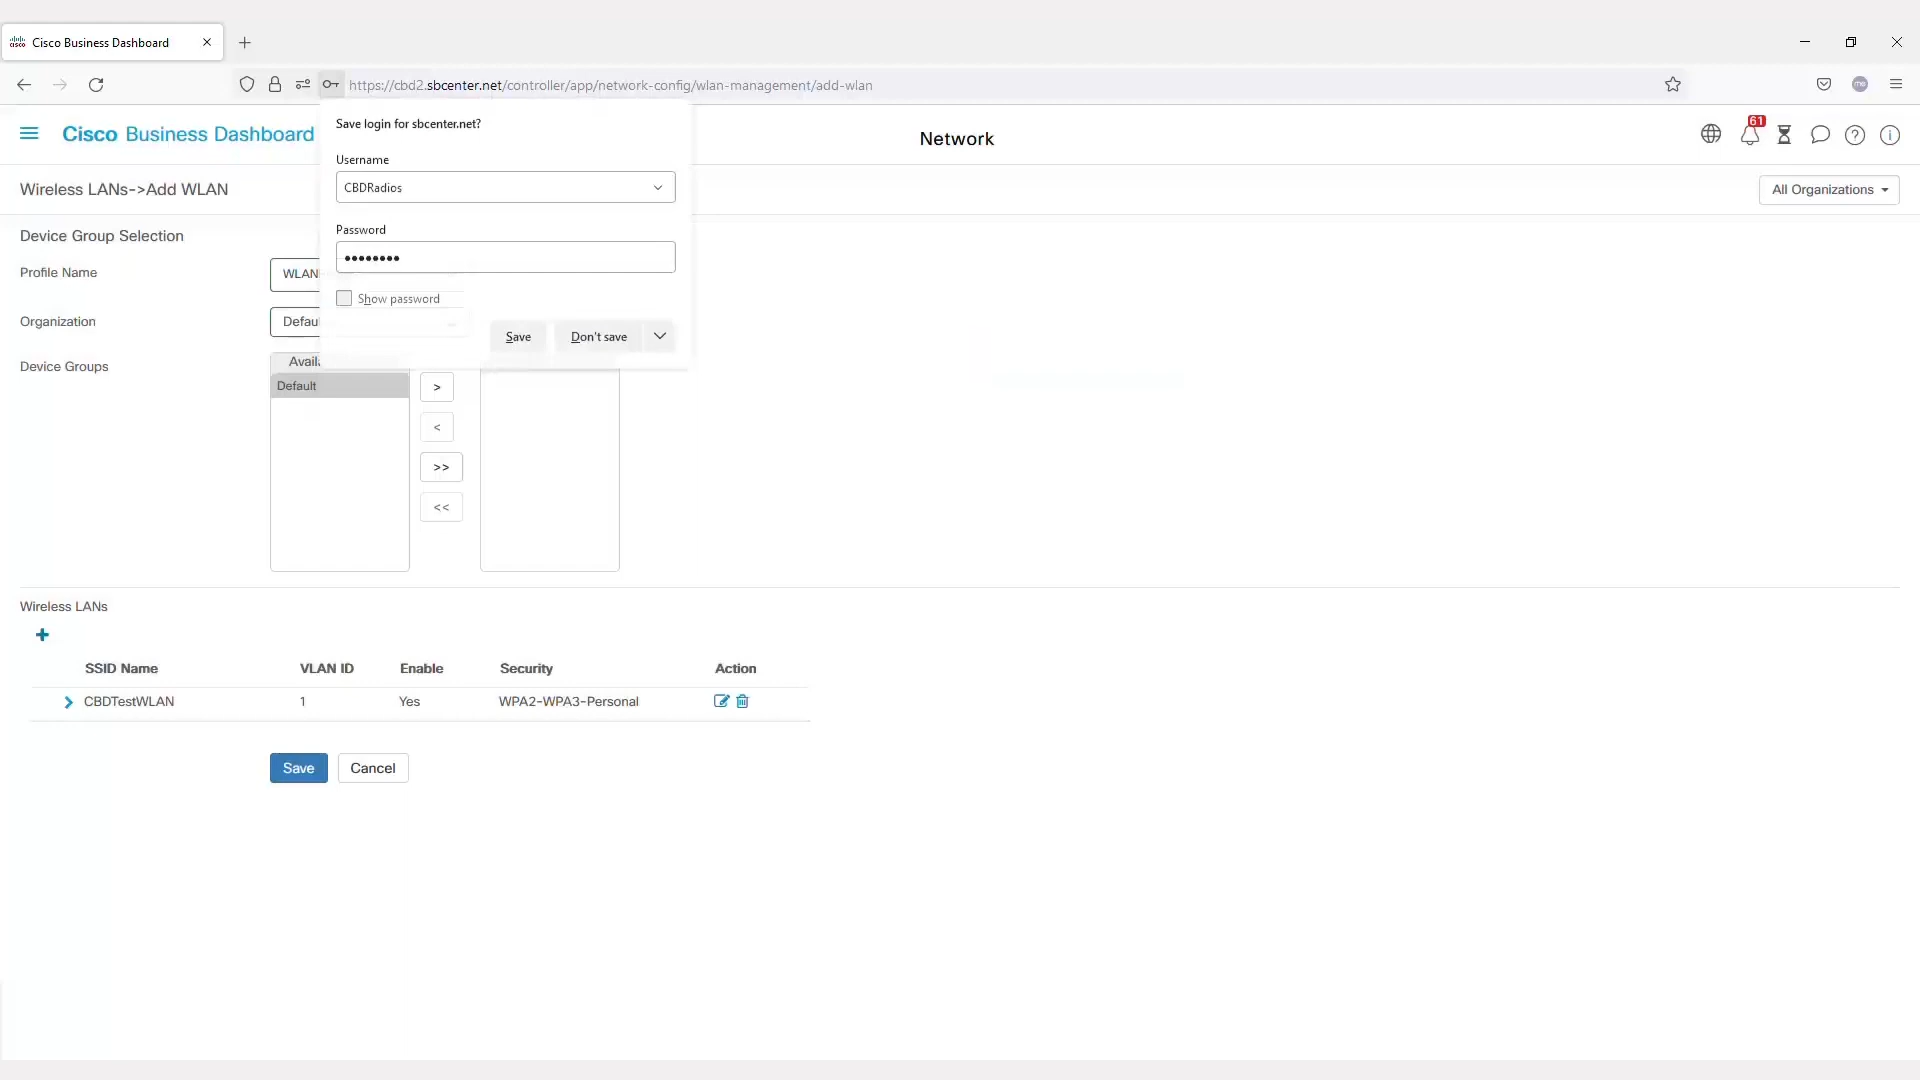 Cisco Business Dashboard
https://cbd2.sbcenter.net/controller/app/network-config/wlan-management/add-wlan
Cisco Business Dashboard
Network
61
Save login for sbcenter.net?
Username
CBDRadios
Password
Show password
Save
Don't save
Wireless LANs->Add WLAN
All Organizations
Device Group Selection
Profile Name
WLAN
Organization
Defau
Device Groups
Availa
Default
>
<
>>
<<
Wireless LANs
SSID Name VLAN ID Enable Security Action
CBDTestWLAN 1 Yes WPA2-WPA3-Personal
Save Cancel